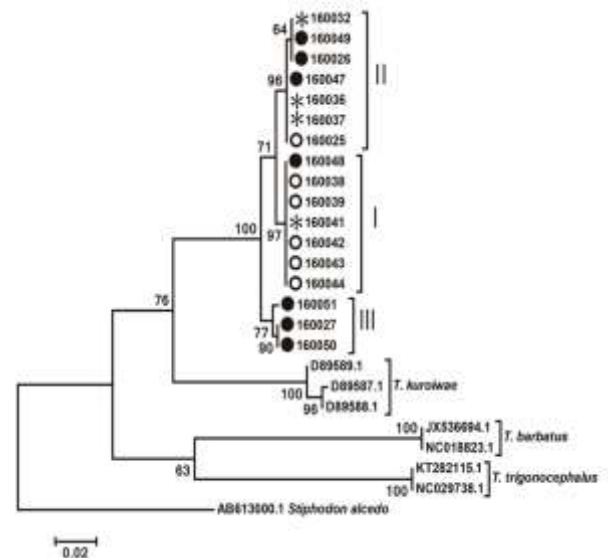 64
160032
160049
160026
96
160047
II
160036
160037
71
160025
160048
160038
160039
160041
I
100
97
160042
160043
160044
76
160051
77
160027
III
90
160050
D89589.1
100
D89587.1
T. kuroiwae
96
D89588.1
100
JX536694.1
T. barbatus
NC018823.1
63
KT282115.1
T. trigonocephalus
100
NC029738.1
AB613000.1 Stiphodon alcedo
0.02